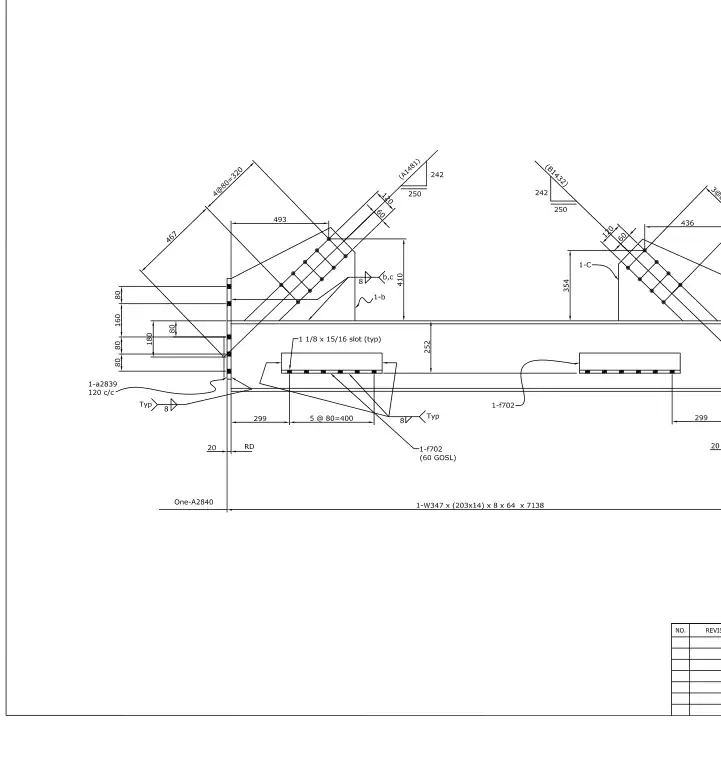 (A1481)
242
250
(B1432)
242
250
4@80=320
467
493
120
60
120
60
436
410
354
b,c
8
1-b
1-C
80
160
80
80
180
80
1 1/8 x 15/16 slot (typ)
252
1-a2839
120 c/c
Typ
8
299
5 @ 80=400
8
Typ
1-f702
299
1-f702
(60 GOSL)
20
RD
20
One-A2840
1-W347 x (203x14) x 8 x 64 x 7138
NO.
REVIS